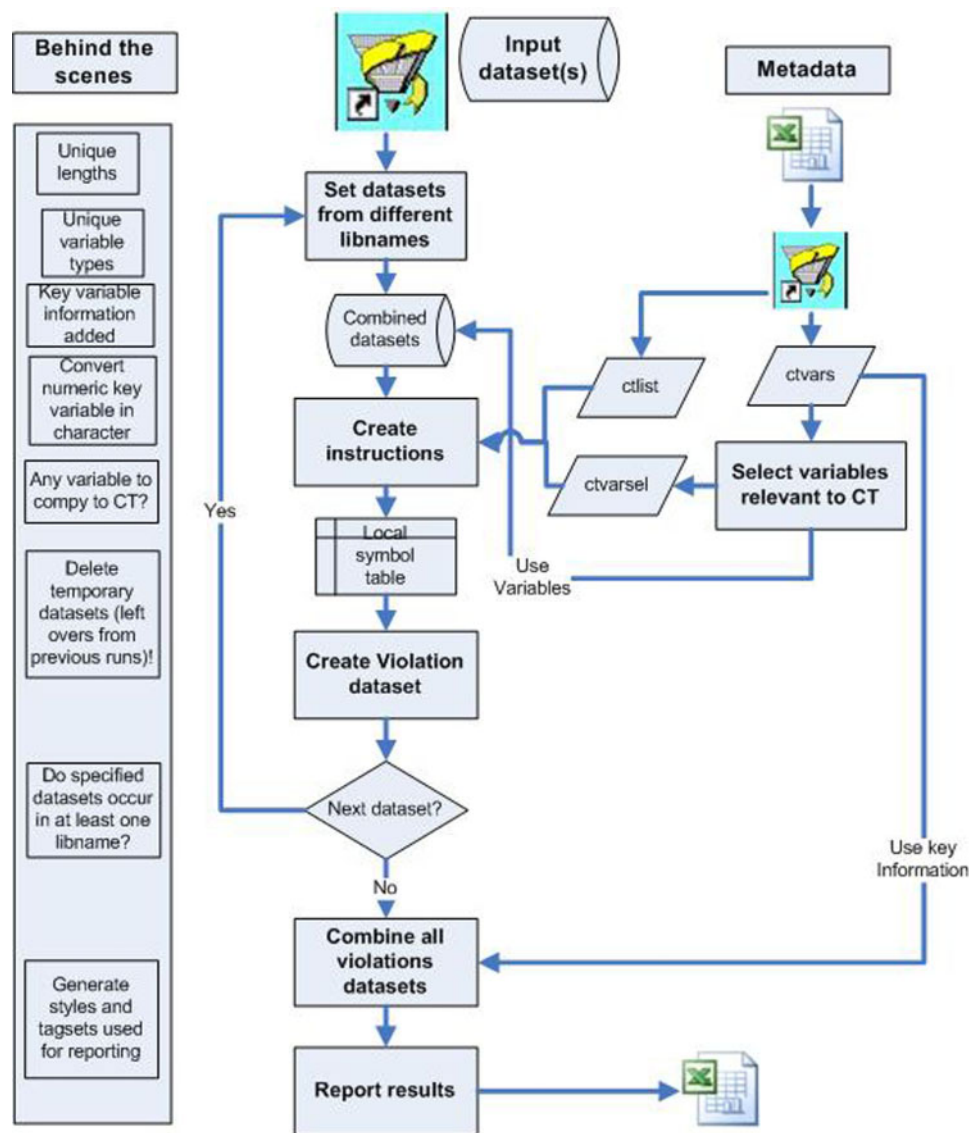 Behind the
scenes
Unique
lengths
Unique
variable
types
Key variable
information
added
Convert
numeric key
variable in
character
Any variable to
compy to CT?
Delete
temporary
datasets (left
overs from
previous runs)!
Do specified
datasets occur
in at least one
libname?
Generate
styles and
tagsets used
for reporting
Input
dataset(s)
Set datasets
from different
libnames
Combined
datasets
Create
instructions
Local
symbol
table
Create Violation
dataset
Next dataset?
Yes
No
Combine all
violations
datasets
Report results
Metadata
ctlist
ctvars
ctvarsel
Select variables
relevant to CT
Use
Variables
Use key
Information